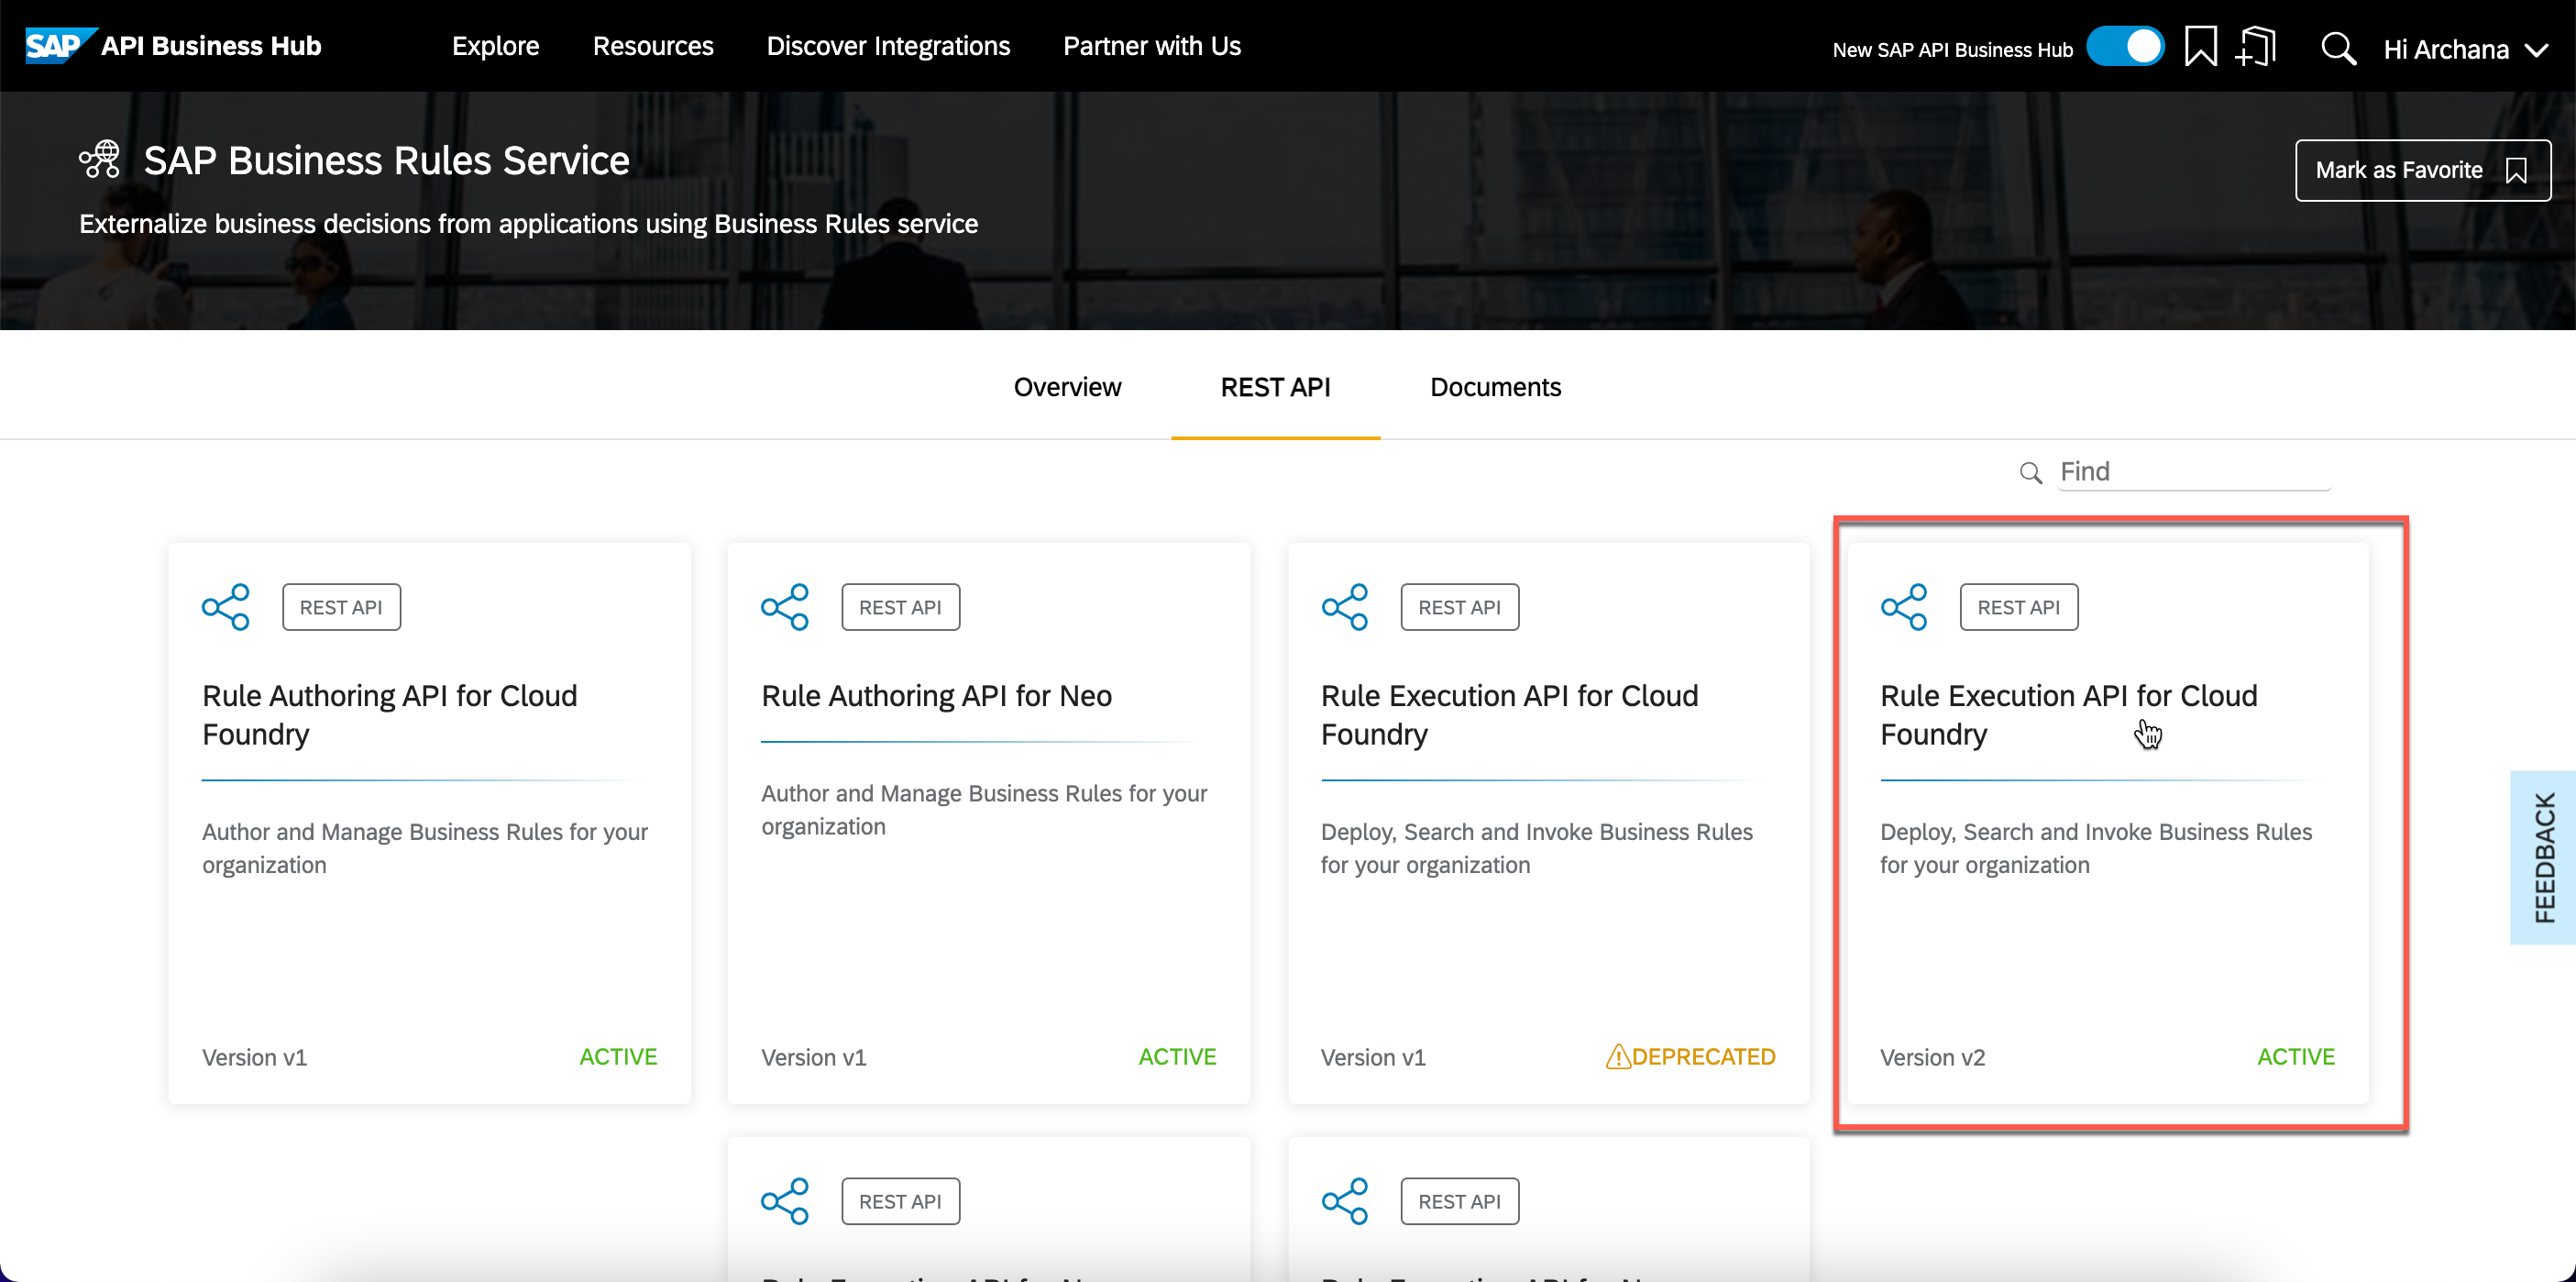 SAP API Business Hub
Explore
Resources
Discover Integrations
Partner with Us
New SAP API Business Hub
Hi Archana
SAP Business Rules Service
Externalize business decisions from applications using Business Rules service
Mark as Favorite
Overview
REST API
Documents
Find
REST API
Rule Authoring API for Cloud
Foundry
Author and Manage Business Rules for your
organization
Version v1
ACTIVE
REST API
Rule Authoring API for Neo
Author and Manage Business Rules for your
organization
Version v1
ACTIVE
REST API
Rule Execution API for Cloud
Foundry
Deploy, Search and Invoke Business Rules
for your organization
Version v1
DEPRECATED
REST API
Rule Execution API for Cloud
Foundry
Deploy, Search and Invoke Business Rules
for your organization
Version v2
ACTIVE
FEEDBACK
REST API
REST API